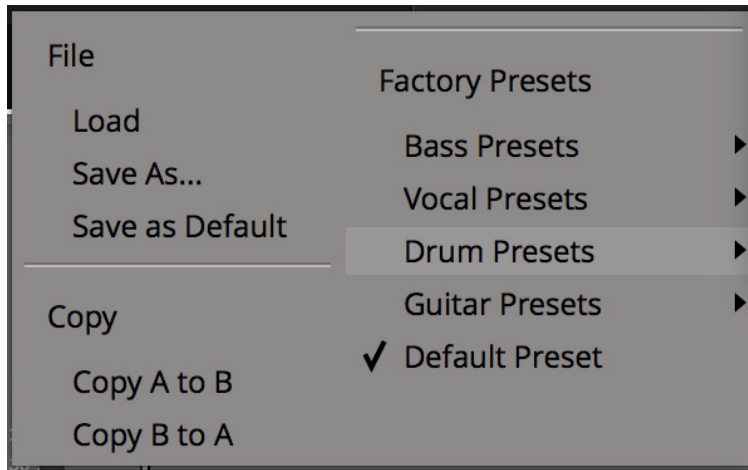 File
Load
Save As...
Save as Default
Copy
Copy A to B
Copy B to A
Factory Presets
Bass Presets
Vocal Presets
Drum Presets
Guitar Presets
Default Preset